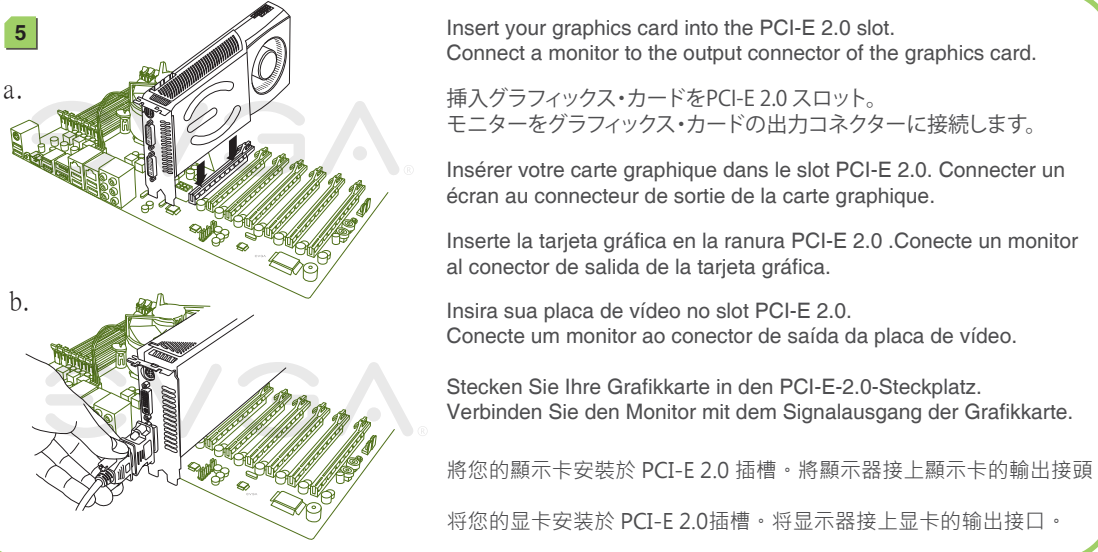 5
a.
EVGA®
b.
EVGA®
Insert your graphics card into the PCI-E 2.0 slot.
Connect a monitor to the output connector of the graphics card.
挿入グラフィックス・カードをPCI-E 2.0 スロット。
モニターをグラフィックス・カードの出力コネクターに接続します。
Insérer votre carte graphique dans le slot PCI-E 2.0. Connecter un
écran au connecteur de sortie de la carte graphique.
Inserte la tarjeta gráfica en la ranura PCI-E 2.0 .Conecte un monitor
al conector de salida de la tarjeta gráfica.
Insira sua placa de vídeo no slot PCI-E 2.0.
Conecte um monitor ao conector de saída da placa de vídeo.
Stecken Sie Ihre Grafikkarte in den PCI-E-2.0-Steckplatz.
Verbinden Sie den Monitor mit dem Signalausgang der Grafikkarte.
將您的顯示卡安裝於 PCI-E 2.0 插槽。將顯示器接上顯示卡的輸出接頭
将您的显卡安装於 PCI-E 2.0插槽。将显示器接上显卡的输出接口。